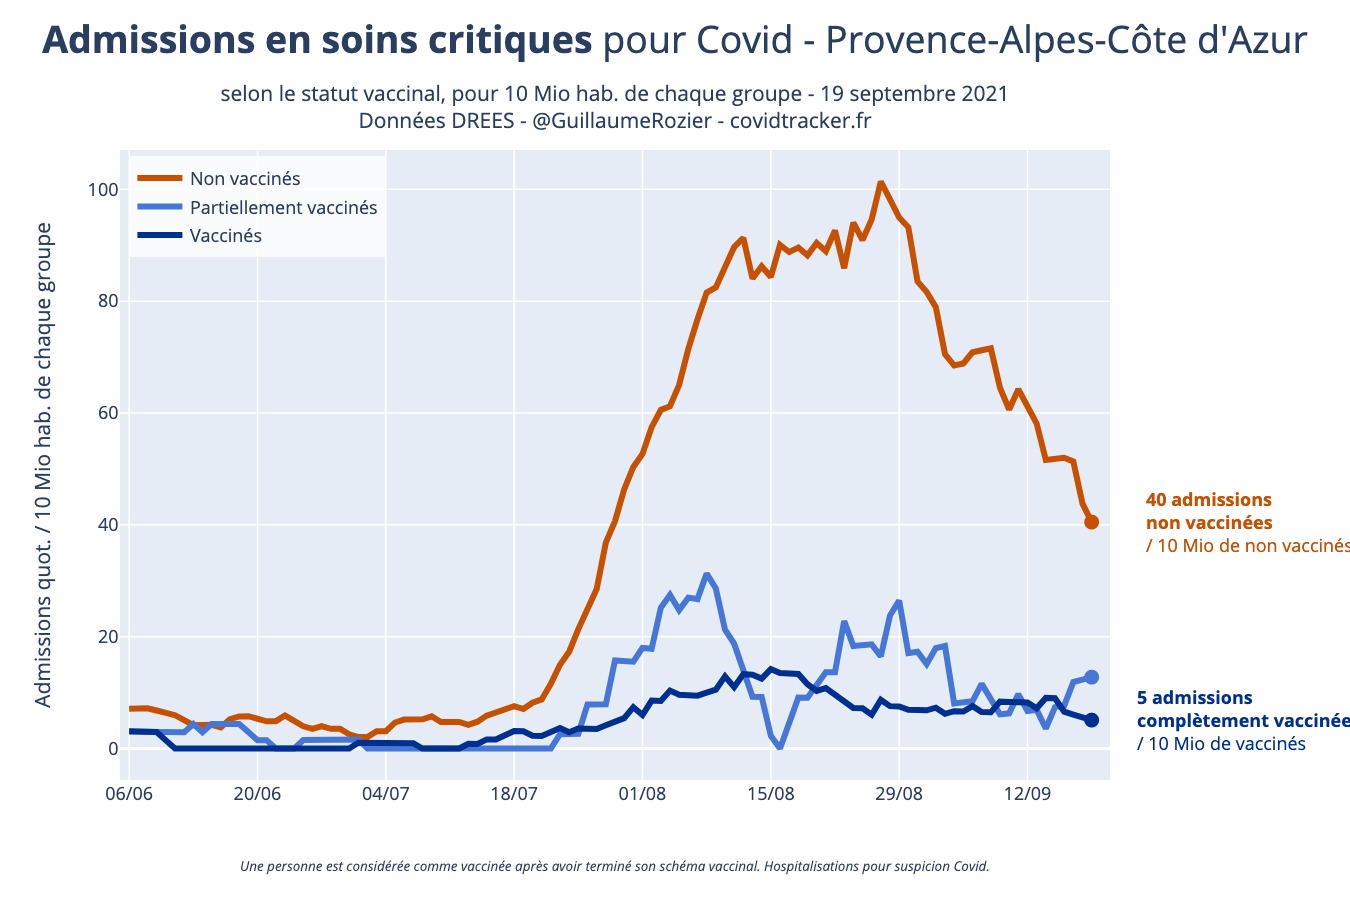 Admissions en soins critiques pour Covid - Provence-Alpes-Côte d'Azur
selon le statut vaccinal, pour 10 Mio hab. de chaque groupe - 19 septembre 2021
Données DREES - @GuillaumeRozier - covidtracker.fr
Non vaccinés
Partiellement vaccinés
Vaccinés
Admissions quot. / 10 Mio hab. de chaque groupe
100
80
60
40
20
0
06/06
20/06
04/07
18/07
01/08
15/08
29/08
12/09
40 admissions
non vaccinées
/ 10 Mio de non vaccinés
5 admissions
complètement vaccinée
/ 10 Mio de vaccinés
Une personne est considérée comme vaccinée après avoir terminé son schéma vaccinal. Hospitalisations pour suspicion Covid.